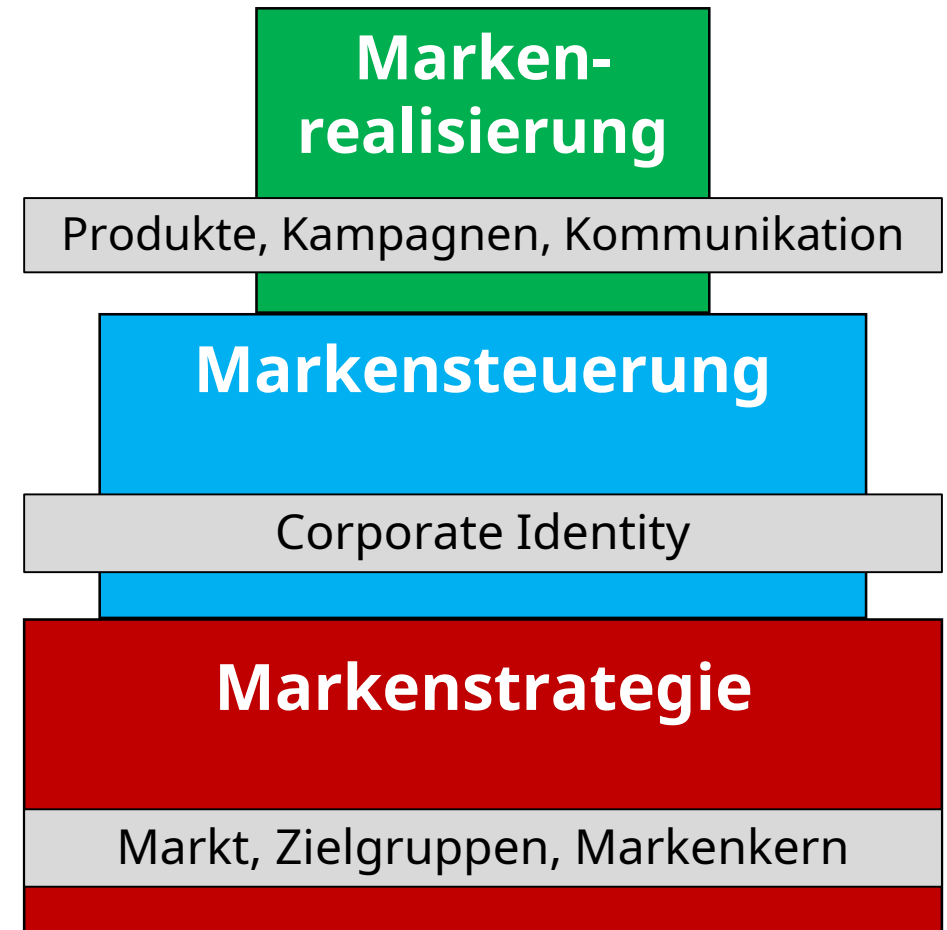 Marken-
realisierung
Produkte, Kampagnen, Kommunikation
Markensteuerung
Corporate Identity
Markenstrategie
Markt, Zielgruppen, Markenkern